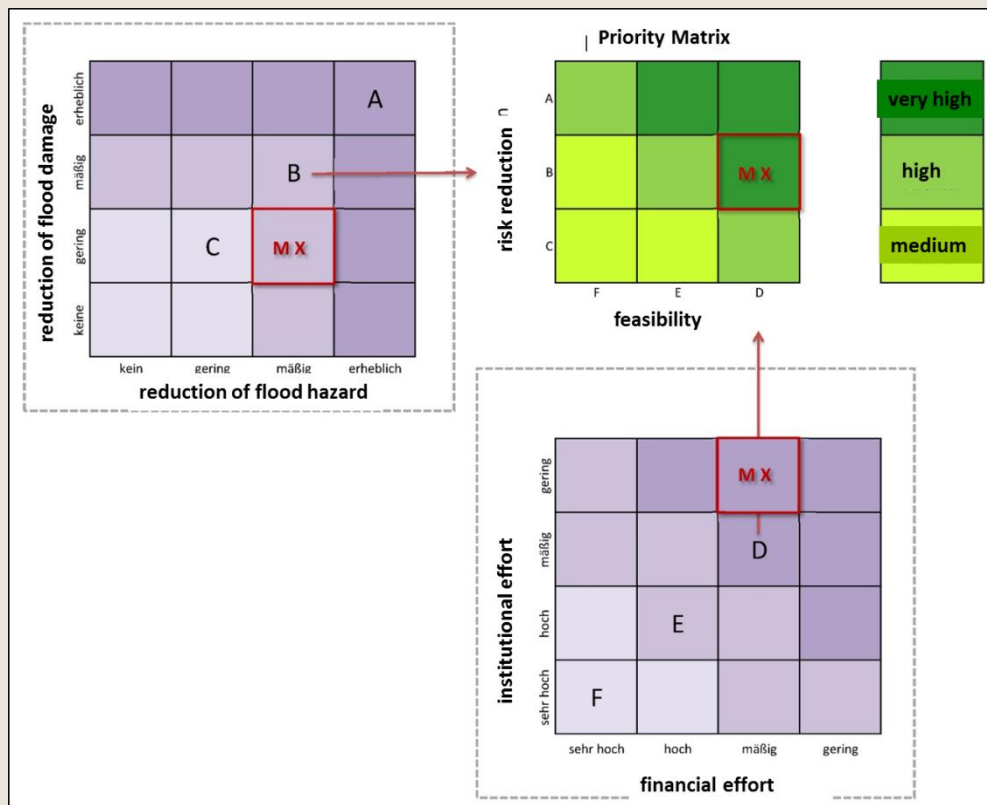 reduction of flood damage
erheblich
mäßig
gering
keine
A
B
C
M X
kein
gering
mäßig
erheblich
reduction of flood hazard
Priority Matrix
risk reduction n
A
B
C
M X
F
E
D
feasibility
very high
high
medium
institutional effort
gering
mäßig
hoch
sehr hoch
M X
D
E
F
sehr hoch
hoch
mäßig
gering
financial effort